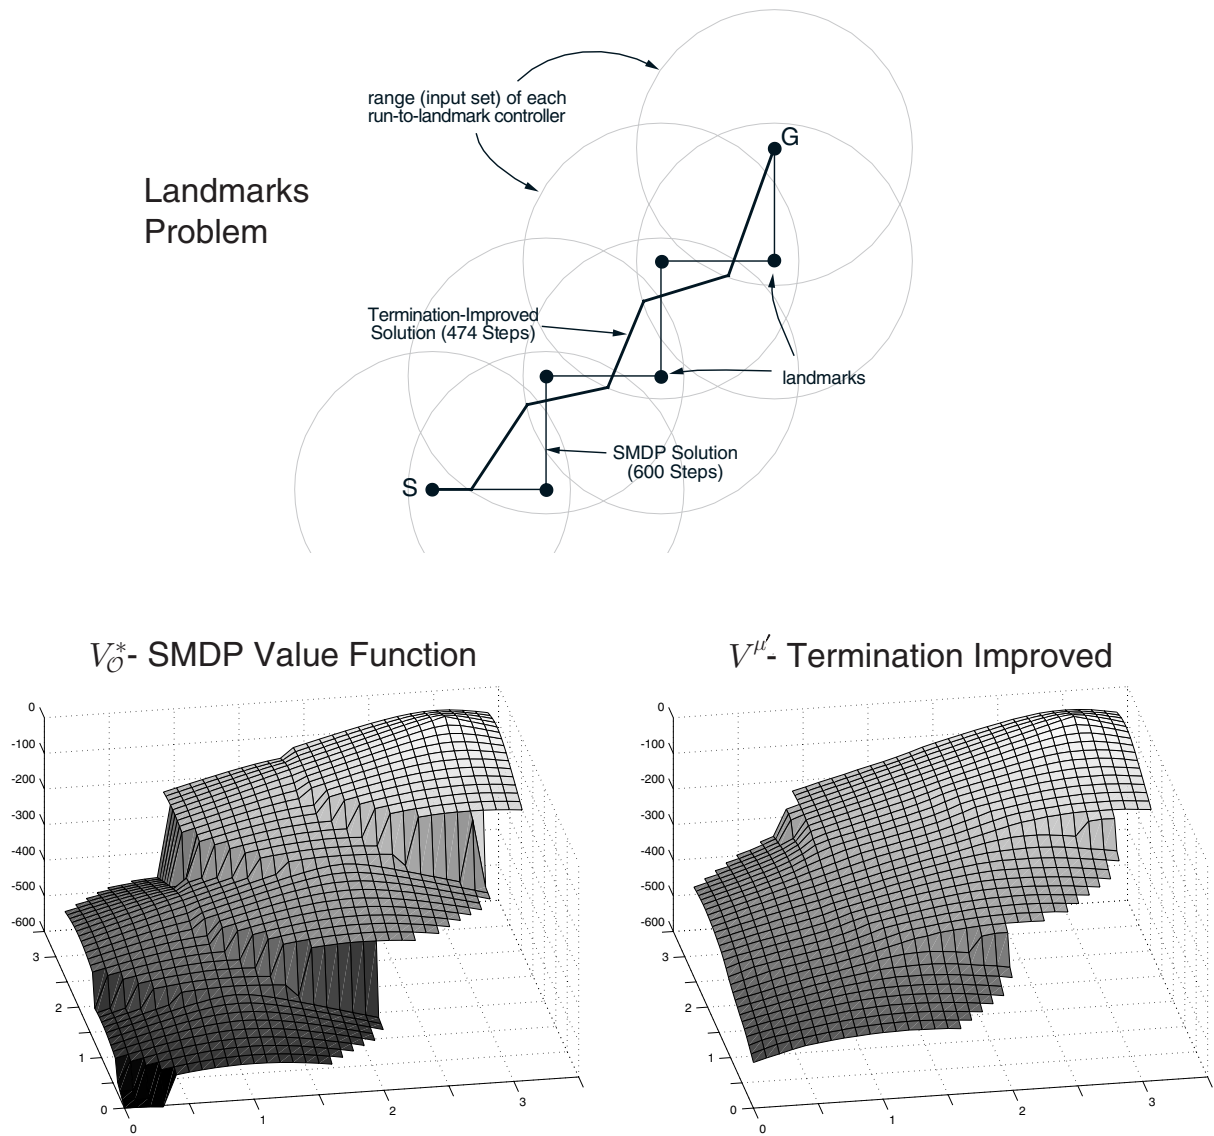 range (input set) of each
run-to-landmark controller
G
Landmarks
Problem
Termination-Improved
Solution (474 Steps)
landmarks
SMDP Solution
(600 Steps)
S
V*𝒪- SMDP Value Function
0
-100
-200
-300
-400
-500
-600
3
2
1
0
0
1
2
3
Vμ′- Termination Improved
0
-100
-200
-300
-400
-500
-600
3
2
1
0
0
1
2
3